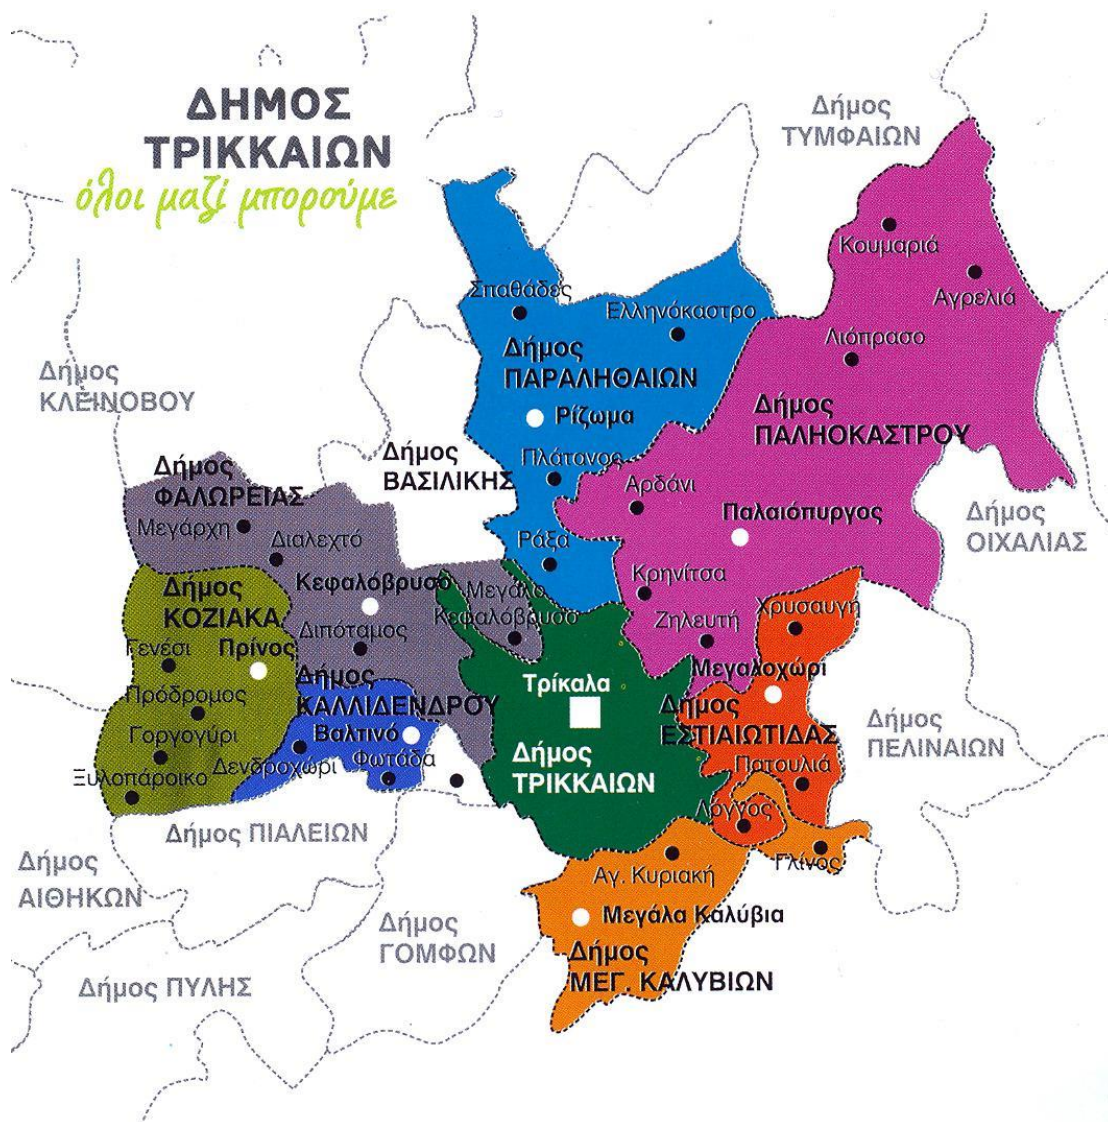 ΔΗΜΟΣ
ΤΡΙΚΚΑΙΩΝ
όλοι μαζί μπορούμε
Δήμος
ΤΥΜΦΑΙΩΝ
Κουμαριά
Αγρελιά
Σπαθάδες
Ελληνόκαστρο
Λιόπρασο
Δήμος
ΠΑΡΑΛΗΘΑΙΩΝ
Δήμος
ΚΛΕΙΝΟΒΟΥ
Ρίζωμα
Δήμος
ΠΑΛΗΟΚΑΣΤΡΟΥ
Δήμος
ΒΑΣΙΛΙΚΗΣ
Πλάτανος
Δήμος
ΦΑΛΩΡΕΙΑΣ
Αρδάνι
Μεγάρχη
Παλαιόπυργος
Δήμος
ΟΙΧΑΛΙΑΣ
Διαλεχτό
Ράξα
Κρηνίτσα
Δήμος
ΚΟΖΙΑΚΑ
Κεφαλόβρυσο
Μεγάλο
Κεφαλόβρυσο
Ζηλευτή
Χρυσαυγή
Διπόταμος
Γενέσι
Πρίνος
Μεγαλοχώρι
Δήμος
ΚΑΛΛΙΔΕΝΔΡΟΥ
Τρίκαλα
Πρόδρομος
Δήμος
ΕΣΤΙΑΙΩΤΙΔΑΣ
Δήμος
ΠΕΛΙΝΑΙΩΝ
Γοργογύρι
Βαλτινό
Δήμος
ΤΡΙΚΚΑΙΩΝ
Ξυλοπάροικο
Δενδροχώρι
Φωτάδα
Πατουλιά
Λόγγος
Δήμος ΠΙΑΛΕΙΩΝ
Γλίνος
Δήμος
ΑΙΘΗΚΩΝ
Αγ. Κυριακή
Μεγάλα Καλύβια
Δήμος
ΓΟΜΦΩΝ
Δήμος
ΜΕΓ. ΚΑΛΥΒΙΩΝ
Δήμος ΠΥΛΗΣ